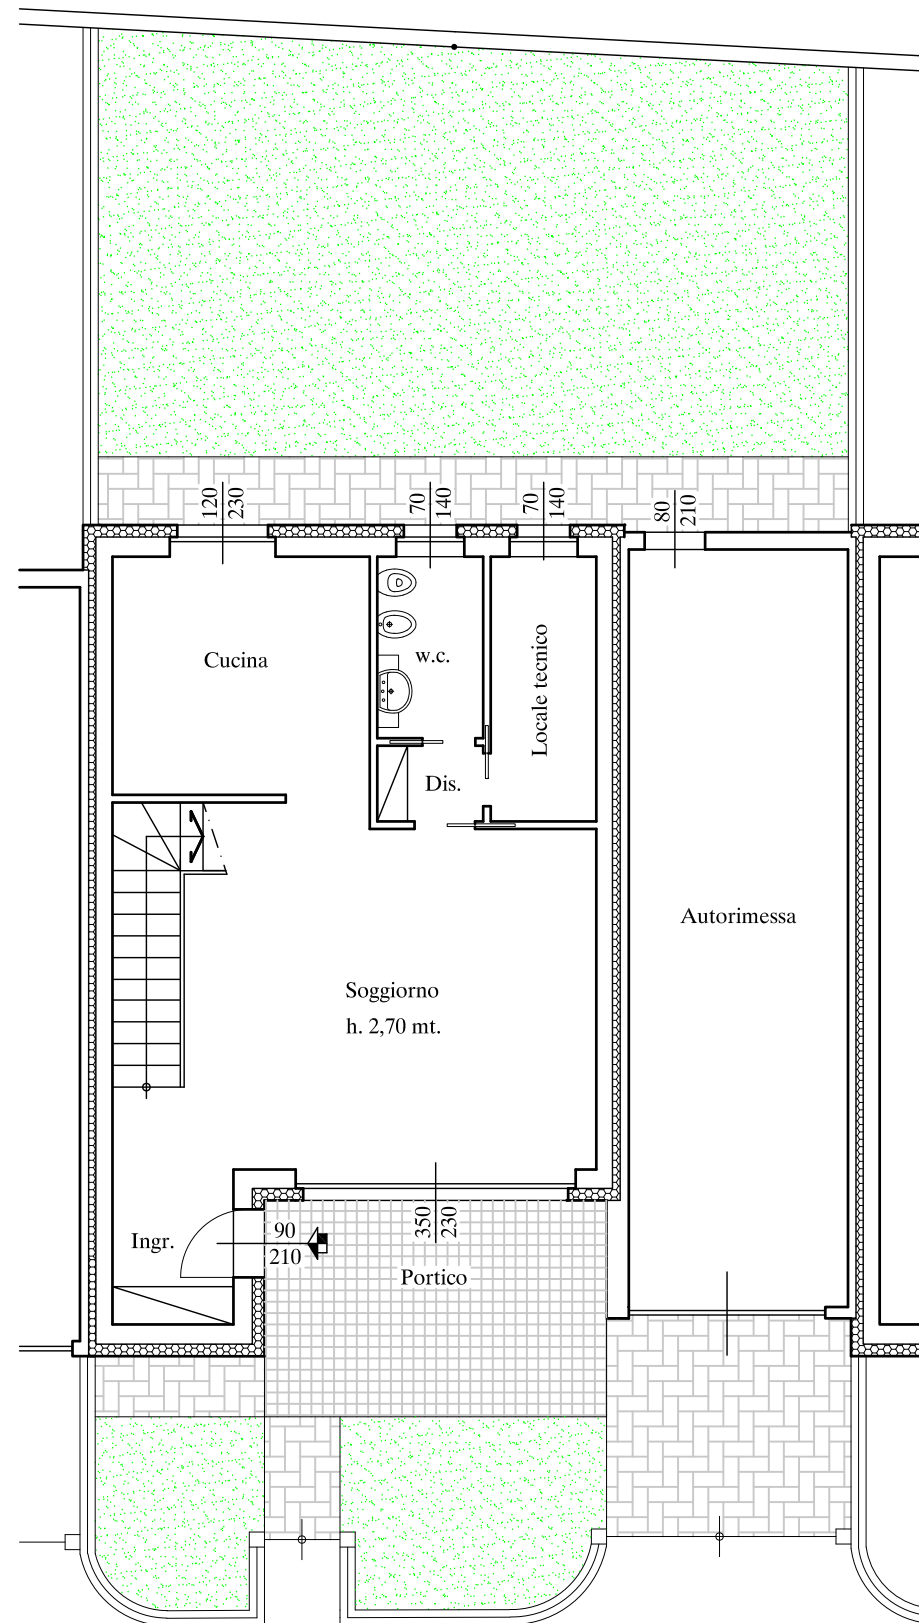 120
230
70
140
70
140
80
210
Cucina
w.c.
Locale tecnico
Dis.
Autorimessa
Soggiorno
h. 2,70 mt.
350
230
90
210
Ingr.
Portico